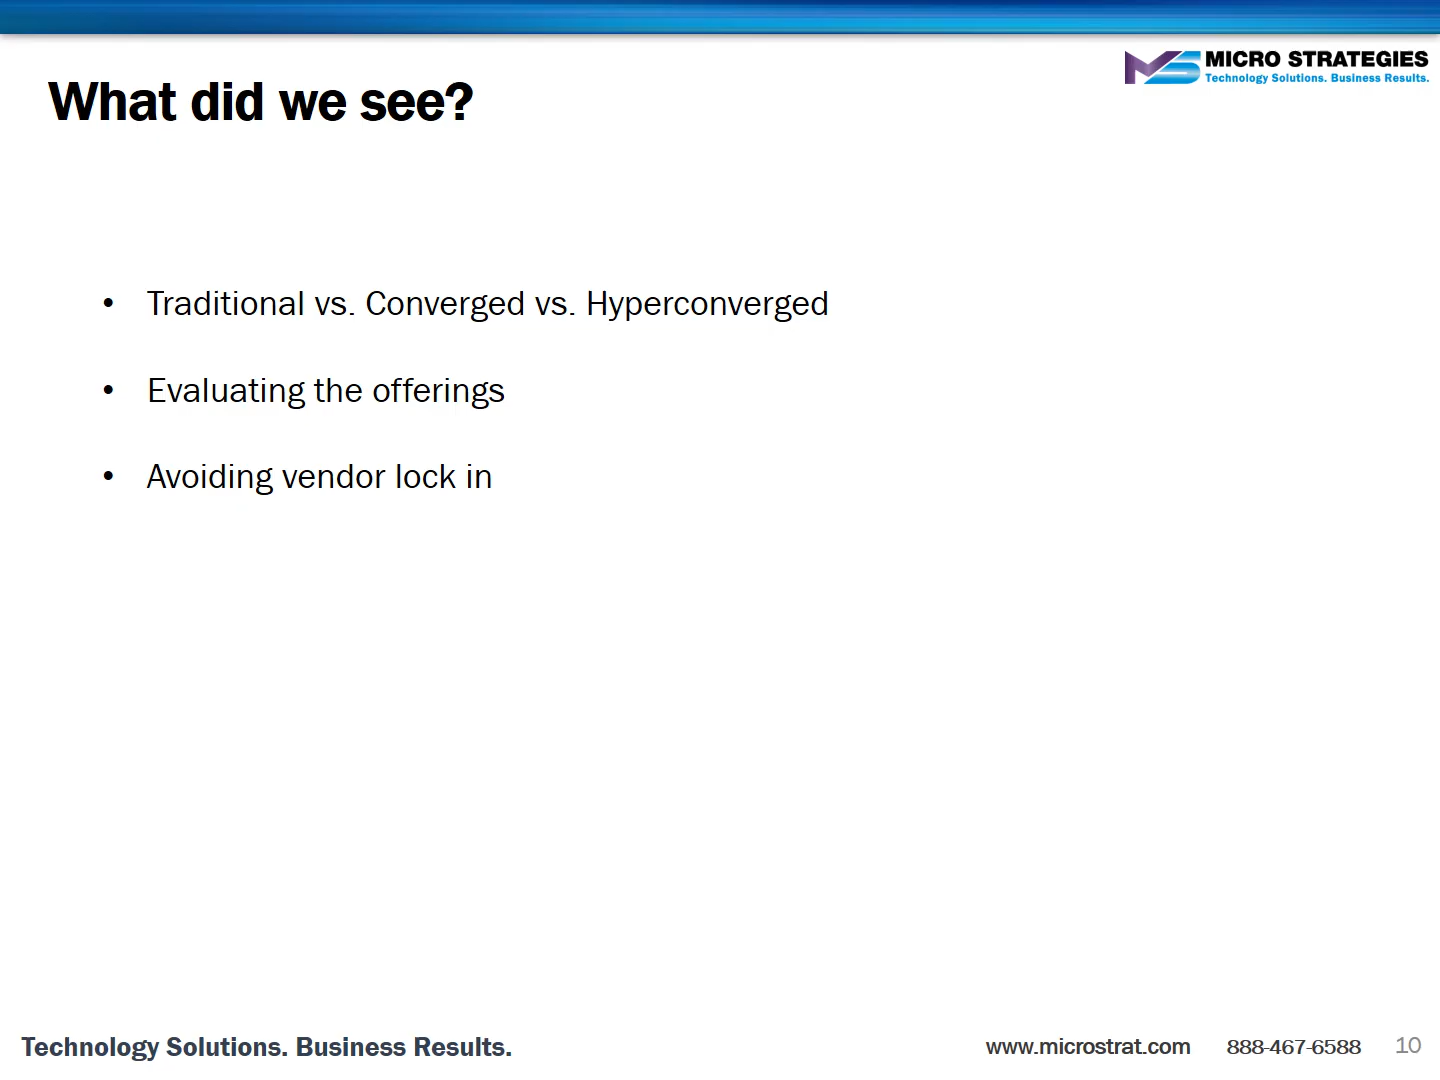 MICRO STRATEGIES
Technology Solutions. Business Results.
What did we see?
• Traditional vs. Converged vs. Hyperconverged
• Evaluating the offerings
• Avoiding vendor lock in
Technology Solutions. Business Results.
www.microstrat.com 888-467-6588 10